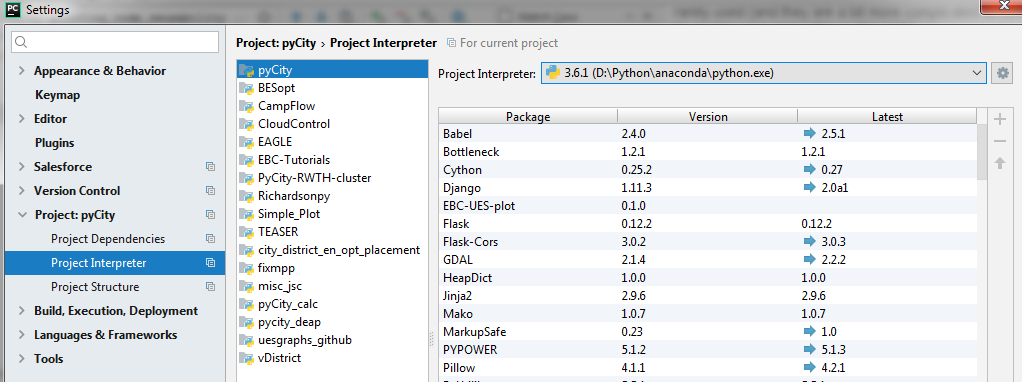 PC Settings
Appearance & Behavior
Keymap
Editor
Plugins
Salesforce
Version Control
Project: pyCity
Project Dependencies
Project Interpreter
Project Structure
Build, Execution, Deployment
Languages & Frameworks
Tools
Project: pyCity › Project Interpreter For current project
pyCity
BESopt
CampFlow
CloudControl
EAGLE
EBC-Tutorials
PyCity-RWTH-cluster
Richardsonpy
Simple_Plot
TEASER
city_district_en_opt_placement
fixmpp
misc_jsc
pyCity_calc
pycity_deap
uesgraphs_github
vDistrict
Project Interpreter: 3.6.1 (D:\Python\anaconda\python.exe)
Package Version Latest
Babel 2.4.0 2.5.1
Bottleneck 1.2.1 1.2.1
Cython 0.25.2 0.27
Django 1.11.3 2.0a1
EBC-UES-plot 0.1.0
Flask 0.12.2 0.12.2
Flask-Cors 3.0.2 3.0.3
GDAL 2.1.4 2.2.2
HeapDict 1.0.0 1.0.0
Jinja2 2.9.6 2.9.6
Mako 1.0.7 1.0.7
MarkupSafe 0.23 1.0
PYPOWER 5.1.2 5.1.3
Pillow 4.1.1 4.2.1